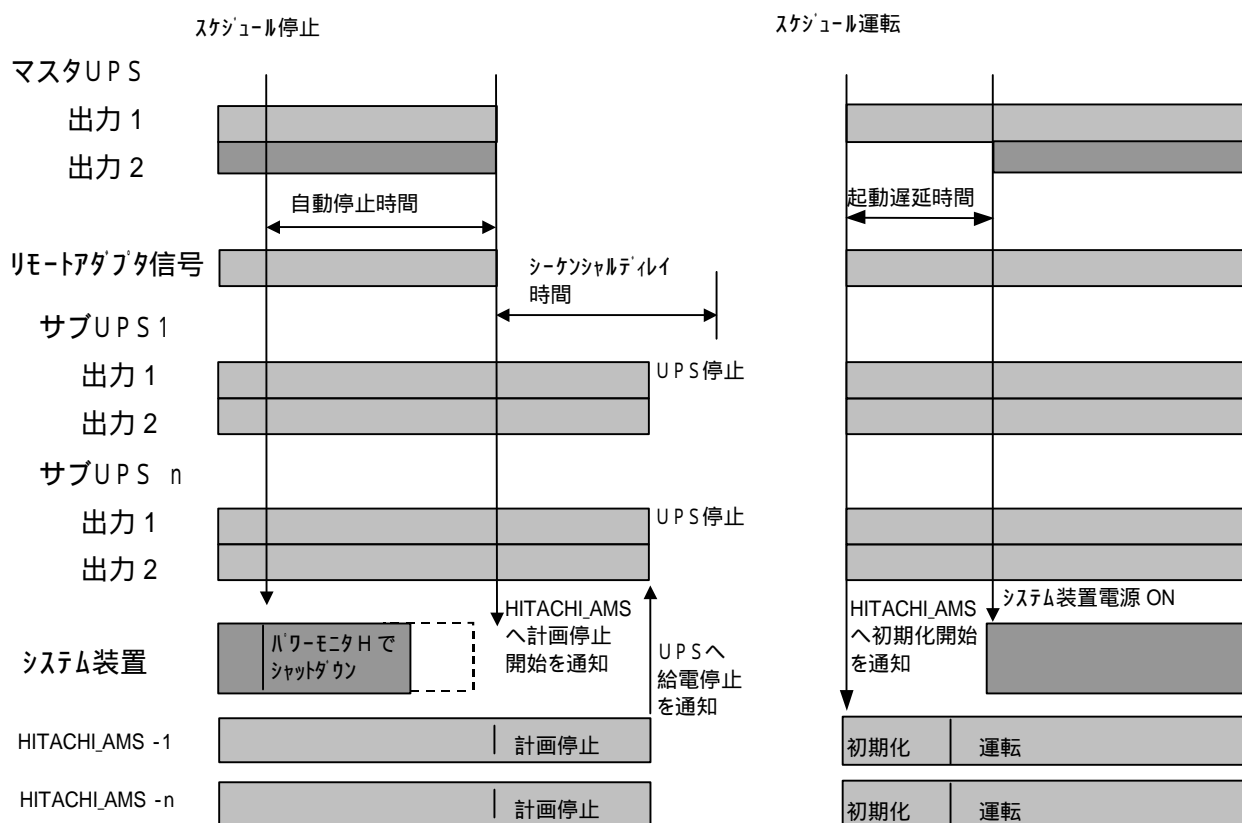 ｽｹｼﾞｭｰﾙ停止
ｽｹｼﾞｭｰﾙ運転
マスタＵＰＳ
出力 1
出力 2
自動停止時間
起動遅延時間
ﾘﾓｰﾄｱﾀﾞﾌﾟﾀ信号
ｼｰｹﾝｼｬﾙﾃﾞｨﾚｲ
時間
サブＵＰＳ1
出力 1
ＵＰＳ停止
出力 2
サブＵＰＳ n
出力 1
ＵＰＳ停止
出力 2
HITACHI_AMS
へ計画停止
開始を通知
ＵＰＳへ
給電停止
を通知
HITACHI_AMS
へ初期化開始
を通知
ｼｽﾃﾑ装置電源 ON
ｼｽﾃﾑ装置
ﾊﾟﾜｰﾓﾆﾀ H で
ｼｬｯﾄﾀﾞｳﾝ
HITACHI_AMS -1
計画停止
初期化
運転
HITACHI_AMS -n
計画停止
初期化
運転